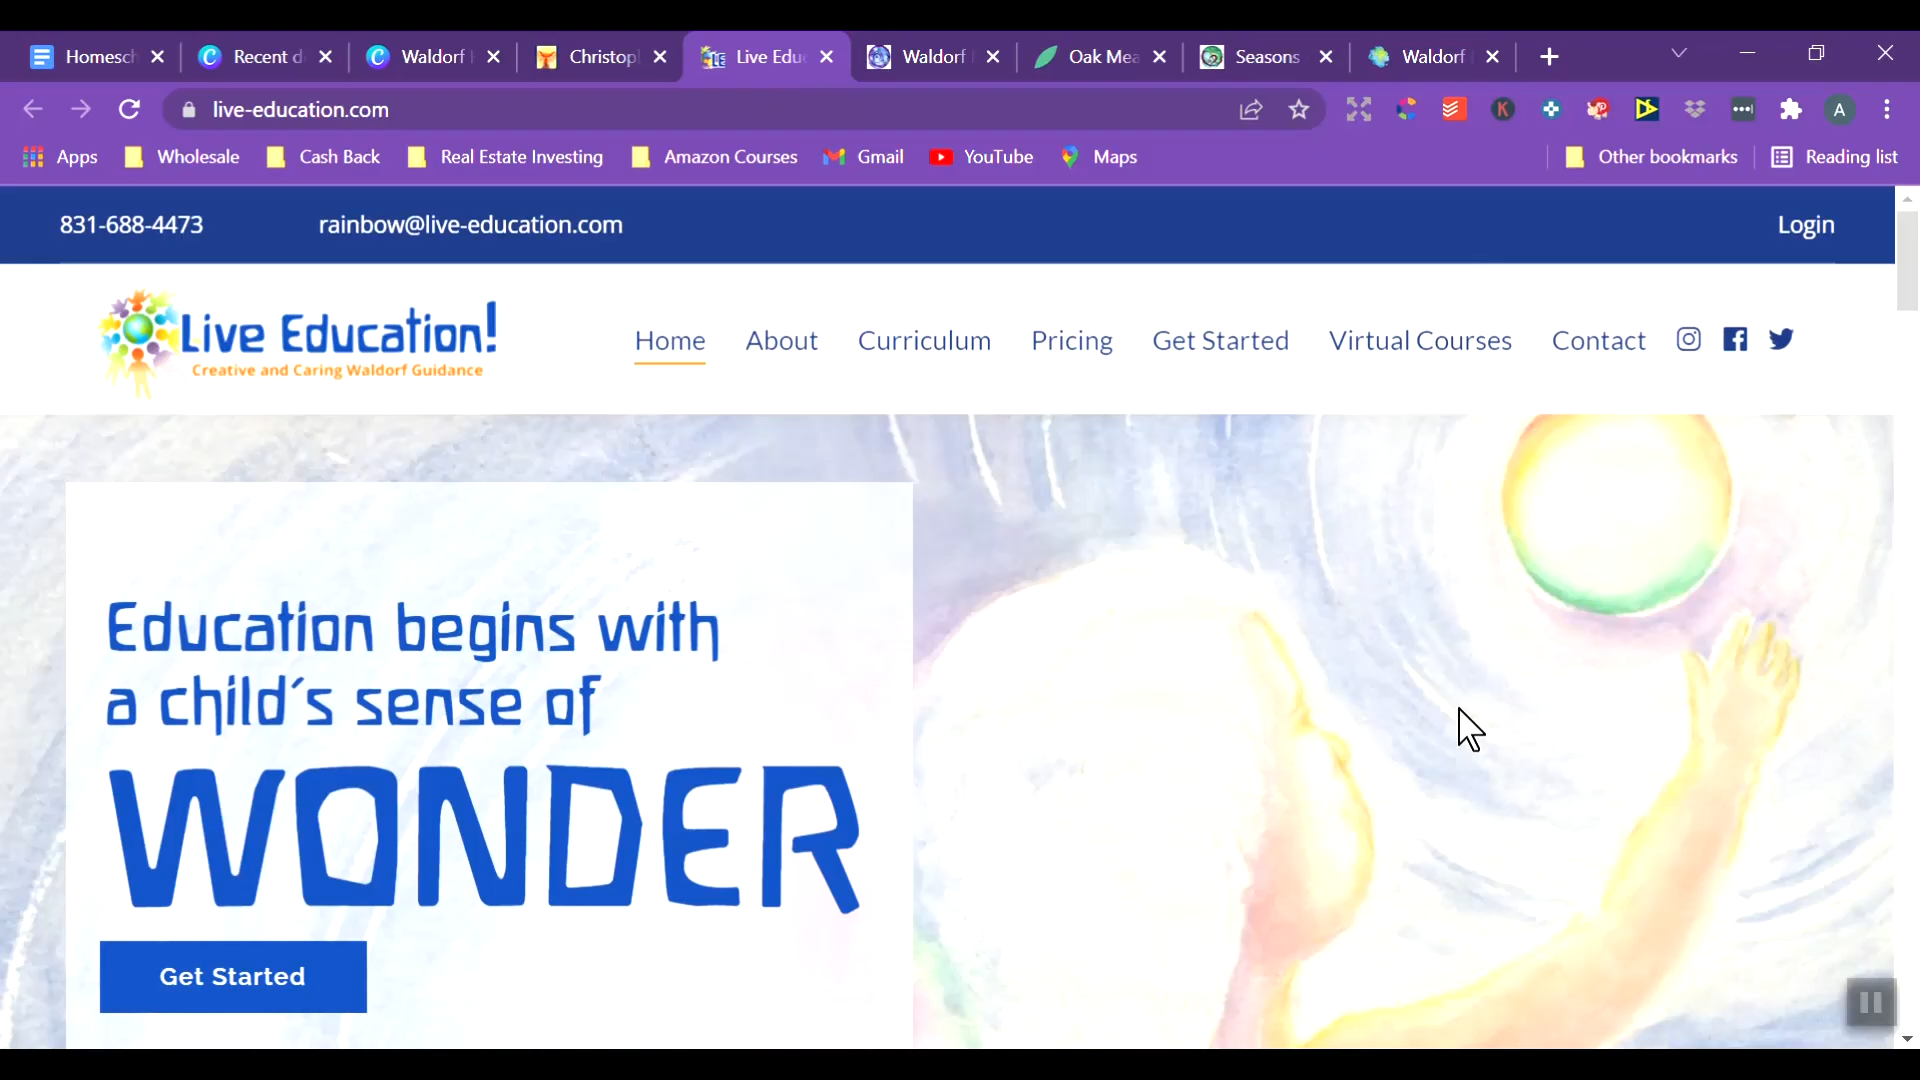 Homesch
Recent d
Waldorf
Christop
Live Edu
Waldorf
Oak Mea
Seasons
Waldorf
live-education.com
A
Apps
Wholesale
Cash Back
Real Estate Investing
Amazon Courses
Gmail
YouTube
Maps
Other bookmarks
Reading list
831-688-4473
rainbow@live-education.com
Login
Live Education!
Creative and Caring Waldorf Guidance
Home
About
Curriculum
Pricing
Get Started
Virtual Courses
Contact
Education begins with
a child´s sense of
WONDER
Get Started